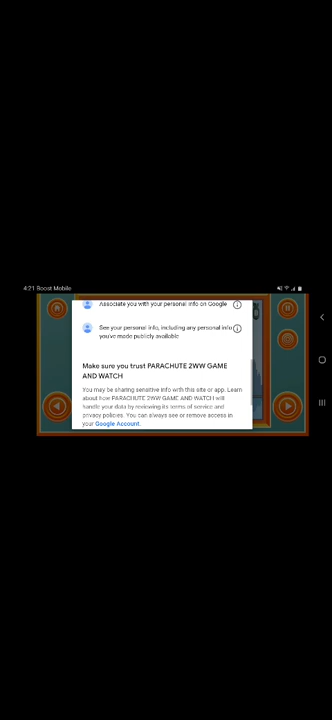 4:21 Boost Mobile
Associate you with your personal info on Google
See your personal info, including any personal info
you've made publicly available
Make sure you trust PARACHUTE 2WW GAME
AND WATCH
You may be sharing sensitive info with this site or app. Learn
about how PARACHUTE 2WW GAME AND WATCH will
handle your data by reviewing its terms of service and
privacy policies. You can always see or remove access in
your Google Account.